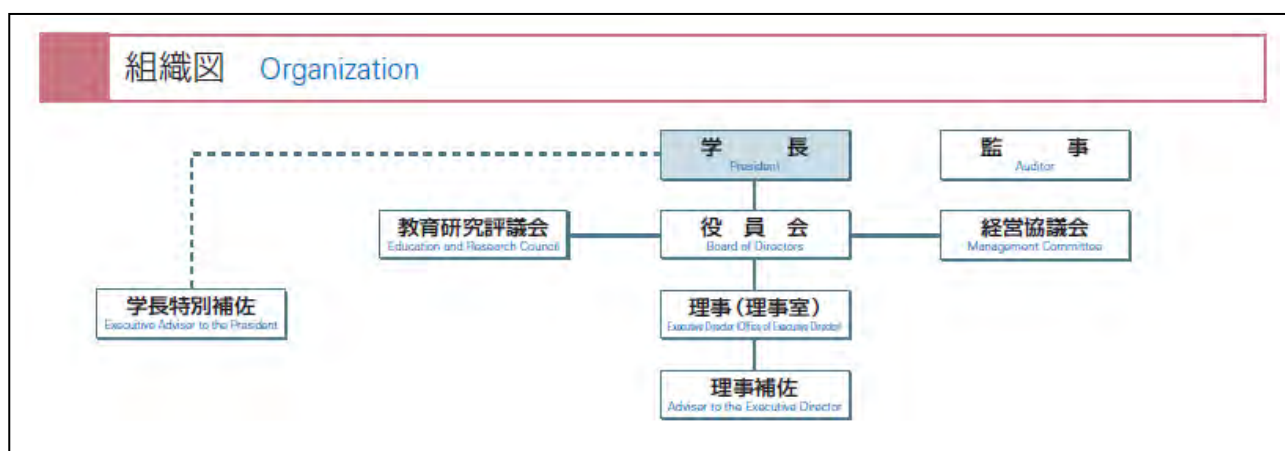 組織図 Organization
学長
President
監事
Auditor
教育研究評議会
Education and Research Council
役員会
Board of Directors
経営協議会
Management Committee
学長特別補佐
Executive Adviser to the President
理事（理事室）
Executive Director (Office of Executive Director)
理事補佐
Adviser to the Executive Director